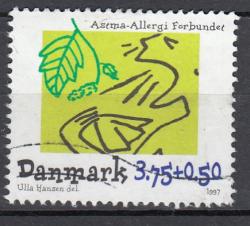 Astma-Allergi Forbundet
Danmark 3.75+0.50
Ulla Hansen del. 1997